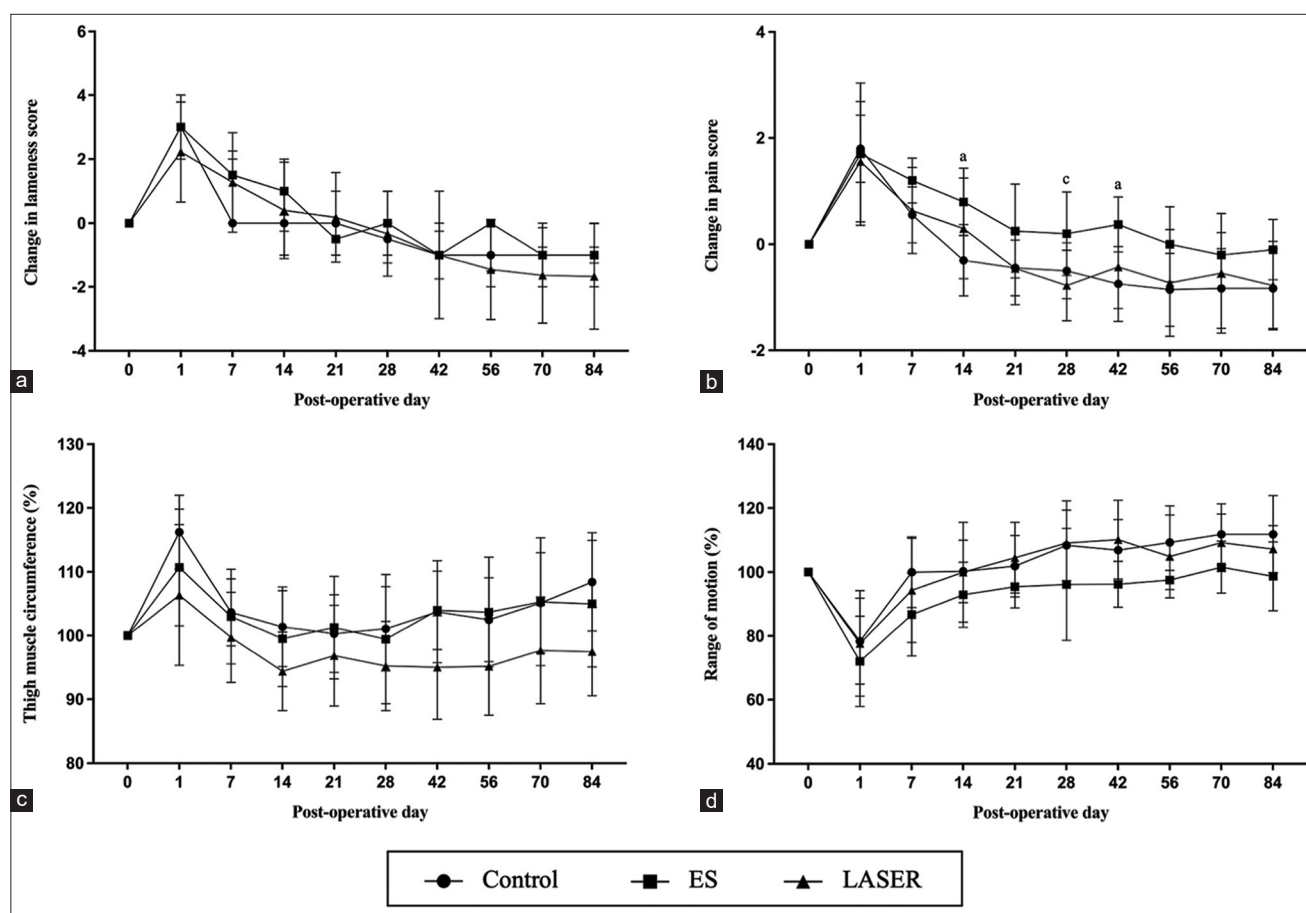 6
4
2
0
-2
-4
Change in lameness score
0 1 7 14 21 28 42 56 70 84
Post-operative day
a
4
2
0
-2
Change in pain score
a c a
0 1 7 14 21 28 42 56 70 84
Post-operative day
b
130
120
110
100
90
80
Thigh muscle circumference (%)
0 1 7 14 21 28 42 56 70 84
Post-operative day
c
140
120
100
80
60
40
Range of motion (%)
0 1 7 14 21 28 42 56 70 84
Post-operative day
d
Control ES LASER